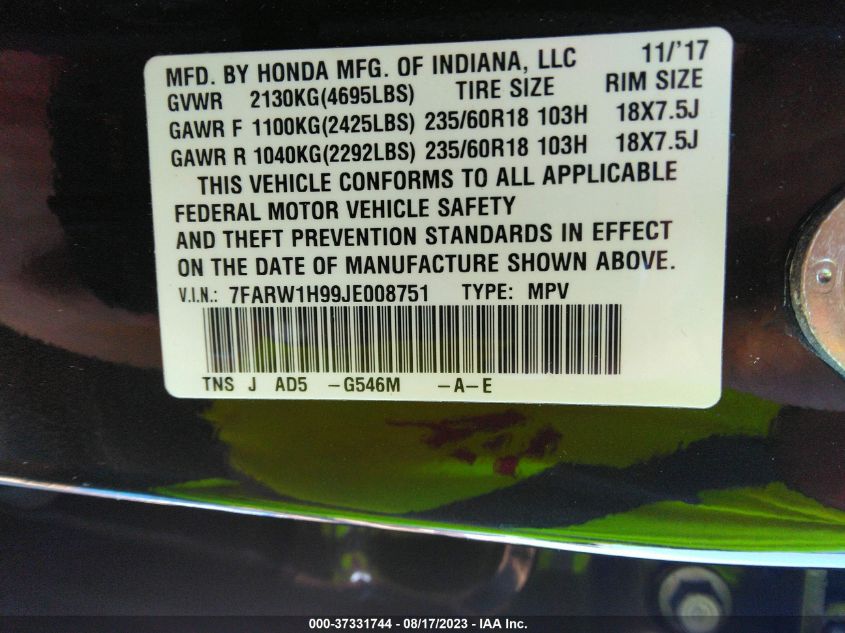 MFD. BY HONDA MFG. OF INDIANA, LLC 11/'17
GVWR 2130KG(4695LBS) TIRE SIZE RIM SIZE
GAWR F 1100KG(2425LBS) 235/60R18 103H 18X7.5J
GAWR R 1040KG(2292LBS) 235/60R18 103H 18X7.5J
THIS VEHICLE CONFORMS TO ALL APPLICABLE
FEDERAL MOTOR VEHICLE SAFETY
AND THEFT PREVENTION STANDARDS IN EFFECT
ON THE DATE OF MANUFACTURE SHOWN ABOVE.
V.I.N.: 7FARW1H99JE008751 TYPE: MPV
TNS J AD5 -G546M -A-E
000-37331744 - 08/17/2023 - IAA Inc.